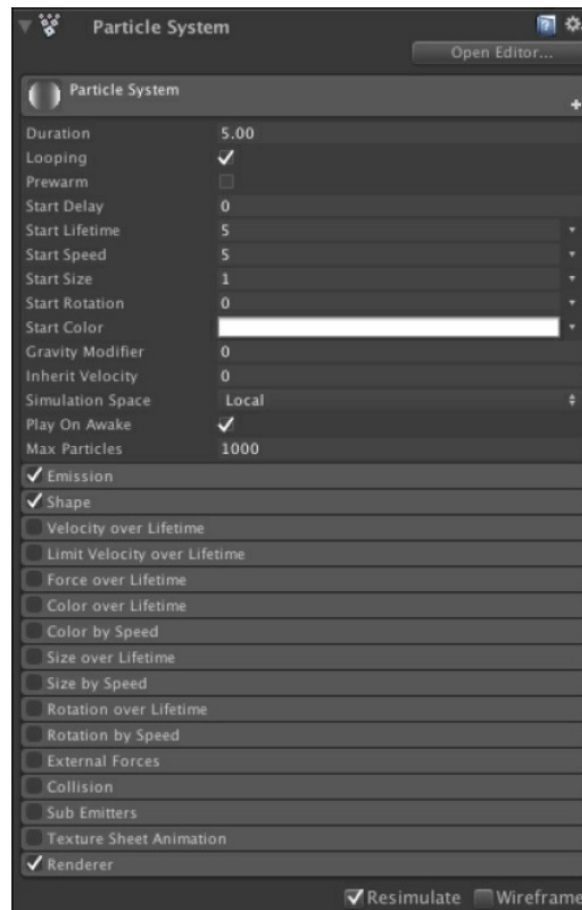 Particle System
Open Editor...
Particle System
Duration 5.00
Looping
Prewarm
Start Delay 0
Start Lifetime 5
Start Speed 5
Start Size 1
Start Rotation 0
Start Color
Gravity Modifier 0
Inherit Velocity 0
Simulation Space Local
Play On Awake
Max Particles 1000
Emission
Shape
Velocity over Lifetime
Limit Velocity over Lifetime
Force over Lifetime
Color over Lifetime
Color by Speed
Size over Lifetime
Size by Speed
Rotation over Lifetime
Rotation by Speed
External Forces
Collision
Sub Emitters
Texture Sheet Animation
Renderer
Resimulate Wireframe